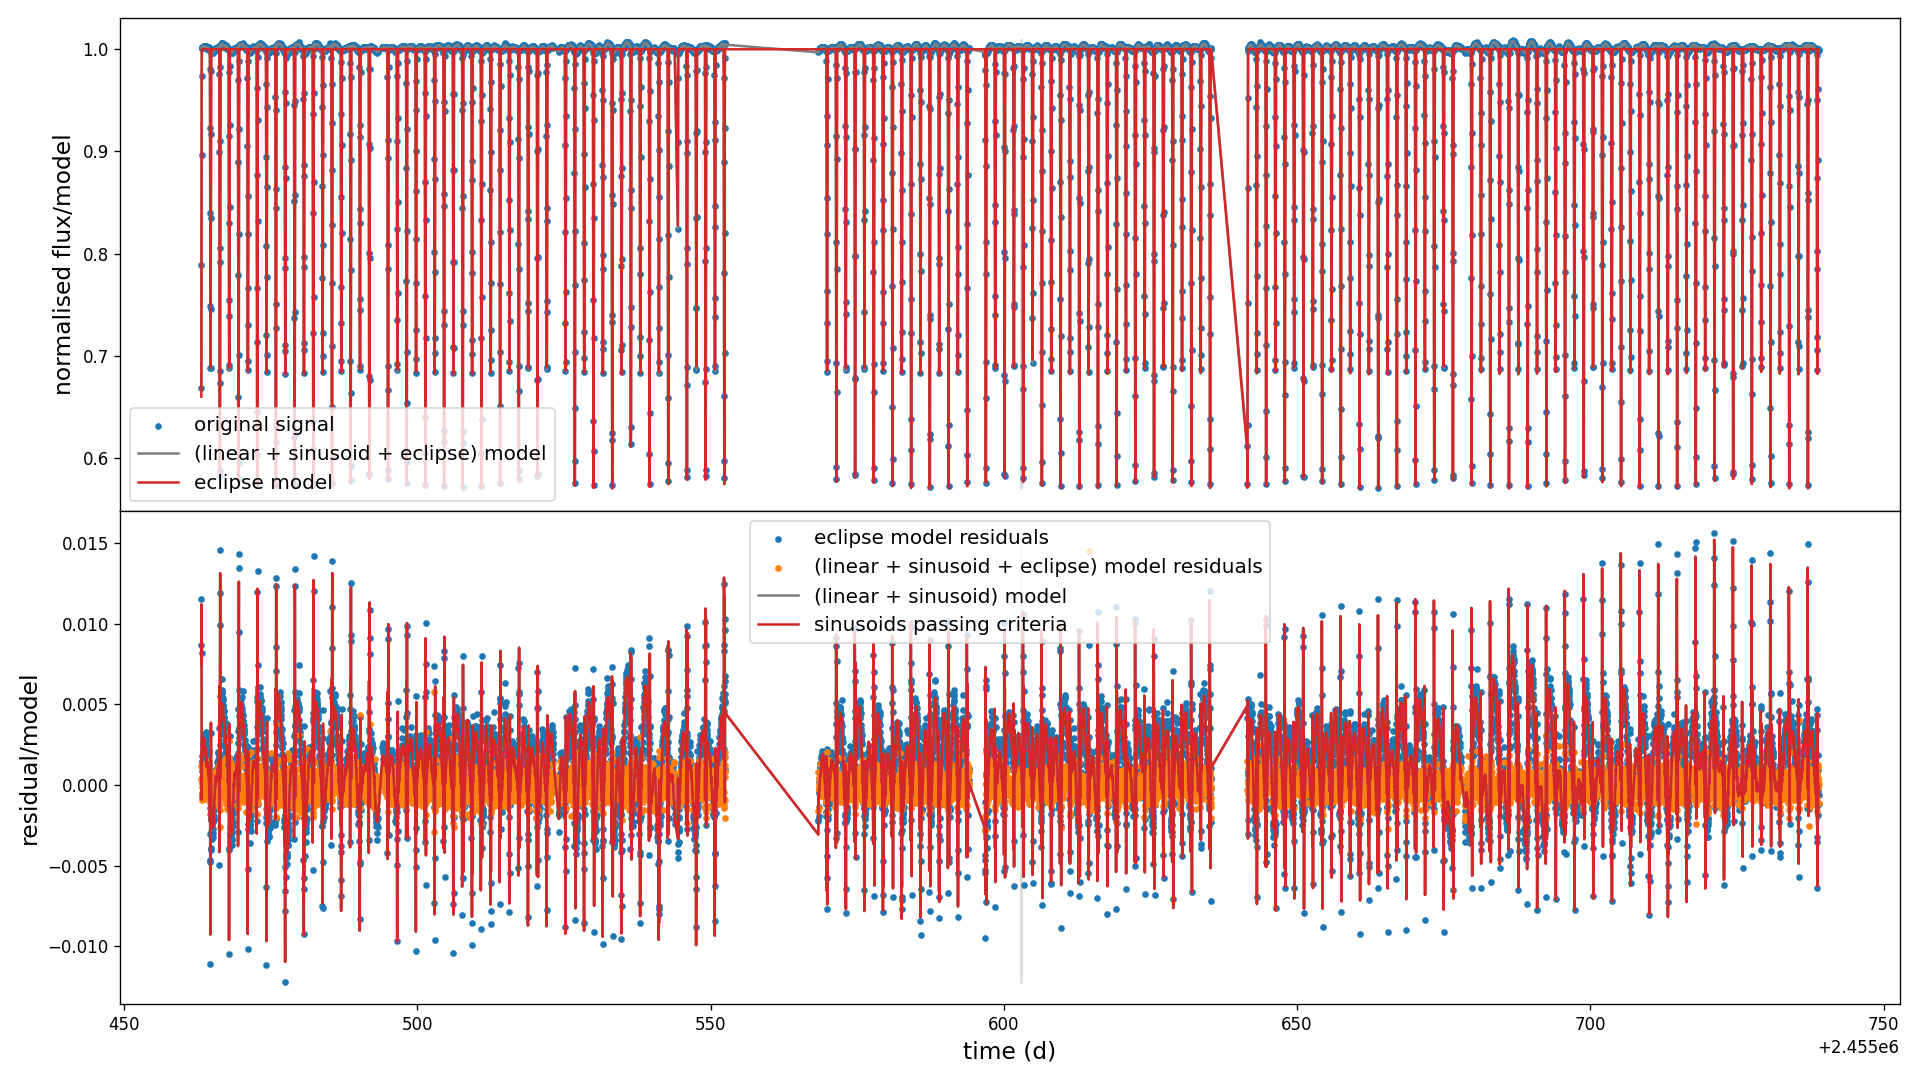 1.0
0.9
0.8
0.7
0.6
normalised flux/model
original signal
(linear + sinusoid + eclipse) model
eclipse model
0.015
0.010
0.005
0.000
−0.005
−0.010
residual/model
eclipse model residuals
(linear + sinusoid + eclipse) model residuals
(linear + sinusoid) model
sinusoids passing criteria
450 500 550 600 650 700 750
+2.455e6
time (d)